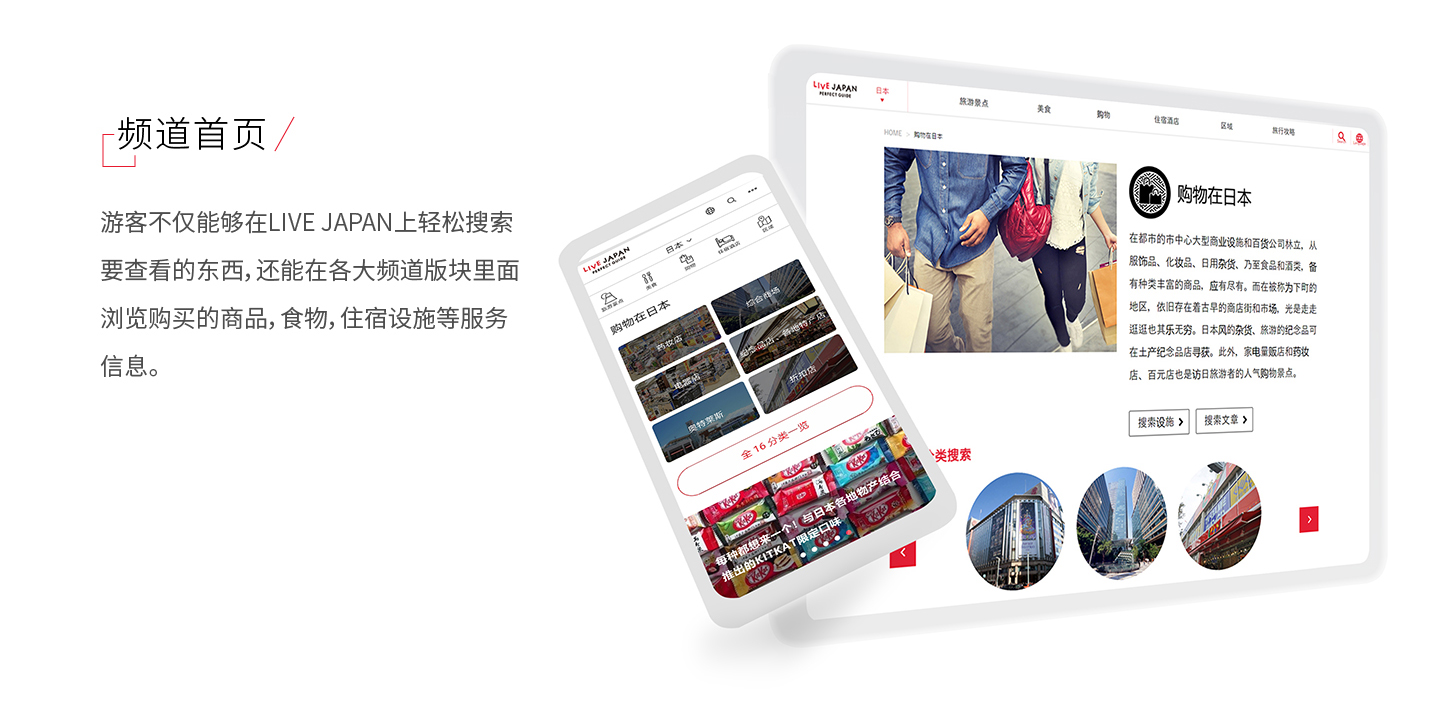 频道首页
游客不仅能够在LIVE JAPAN上轻松搜索
要查看的东西，还能在各大频道版块里面
浏览购买的商品，食物，住宿设施等服务
信息。
LIVE JAPAN
PERFECT GUIDE
日本
旅游景点
美食
购物
住宿酒店
区域
购物在日本
药妆店
综合商场
电器店
纪念品店、各地特产店
奥特莱斯
折扣店
全 16 分类一览
每种都想来一个！与日本各地物产结合
推出的KITKAT限定口味
LIVE JAPAN
PERFECT GUIDE
日本
旅游景点
美食
购物
住宿酒店
区域
旅行攻略
HOME > 购物在日本
购物在日本
在都市的市中心大型商业设施和百货公司林立，从
服饰品、化妆品、日用杂货、乃至食品和酒类，备
有种类丰富的商品，应有尽有。而在被称为下町的
地区，依旧存在着古早的商店街和市场，光是走走
逛逛也其乐无穷。日本风的杂货、旅游的纪念品可
在土产纪念品店寻获。此外，家电量贩店和药妆
店、百元店也是访日旅游者的人气购物景点。
搜索设施
搜索文章
类搜索